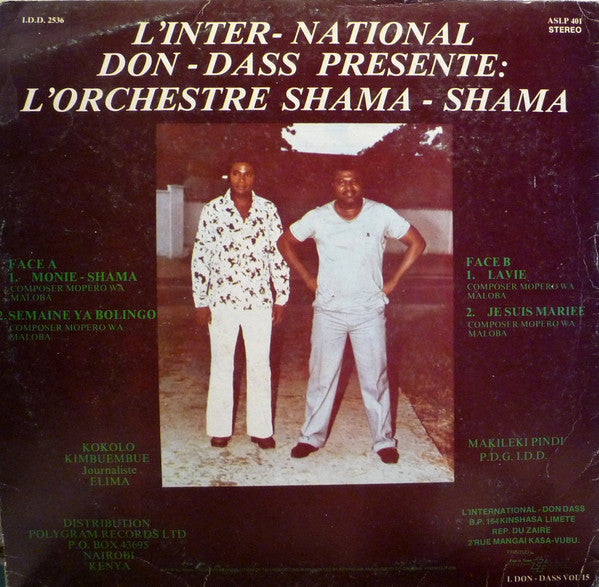 I.D.D. 2536
ASLP 401
STEREO
L'INTER- NATIONAL
DON - DASS PRESENTE:
L'ORCHESTRE SHAMA - SHAMA
FACE A
1. MONIE - SHAMA
COMPOSER MOPERO WA
MALOBA
2. SEMAINE YA BOLINGO
COMPOSER MOPERO WA
MALOBA
FACE B
1. LAVIE
COMPOSER MOPERO WA
MALOBA
2. JE SUIS MARIEE
COMPOSER MOPERO WA
MALOBA
KOKOLO
KIMBUEMBUE
Journaliste
ELIMA
MAKILEKI PINDI
P.D.G. I.D.D.
DISTRIBUTION
POLYGRAM RECORDS LTD
P.O. BOX 43695
NAIROBI
KENYA
L'INTERNATIONAL - DON DASS
B.P. 164 KINSHASA LIMETE
REP. DU ZAIRE
2'RUE MANGAI KASA-VUBU.
I. DON - DASS VOL 15